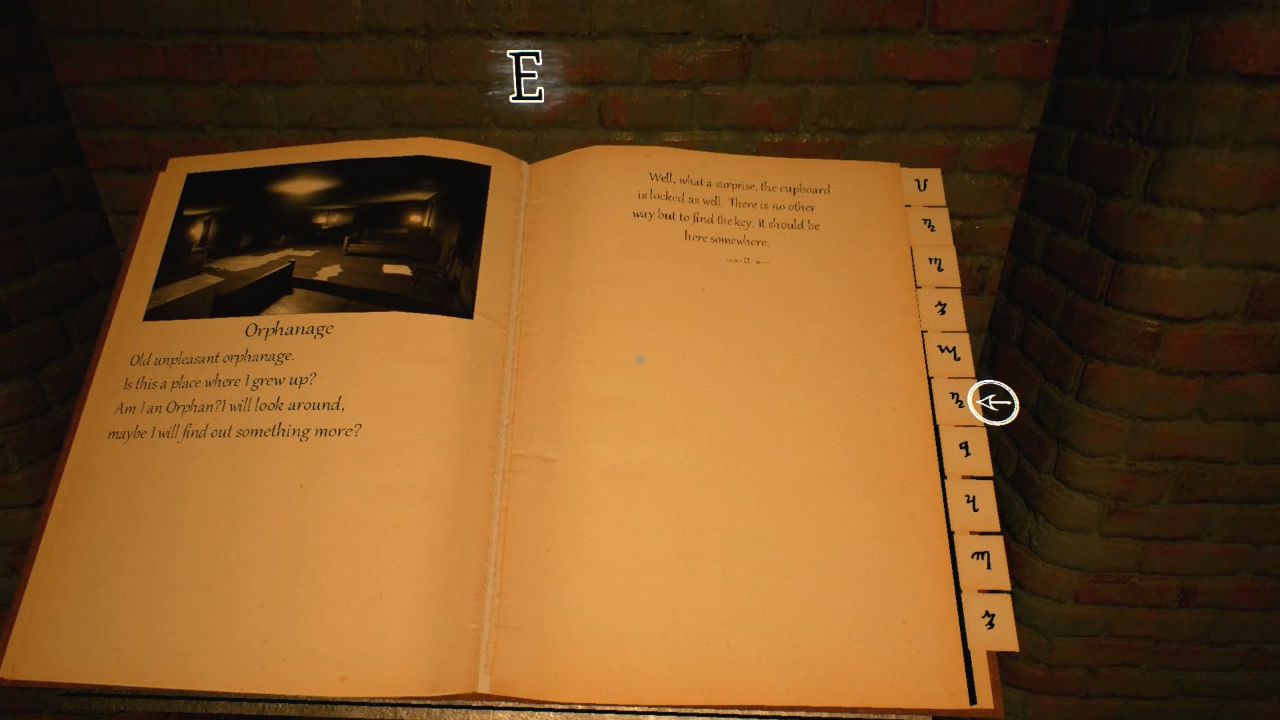 E
Orphanage
Old unpleasant orphanage.
Is this a place where I grew up?
Am I an Orphan?I will look around,
maybe I will find out something more?
Well, what a surprise, the cupboard
is locked as well. There is no other
way but to find the key. It should be
here somewhere.